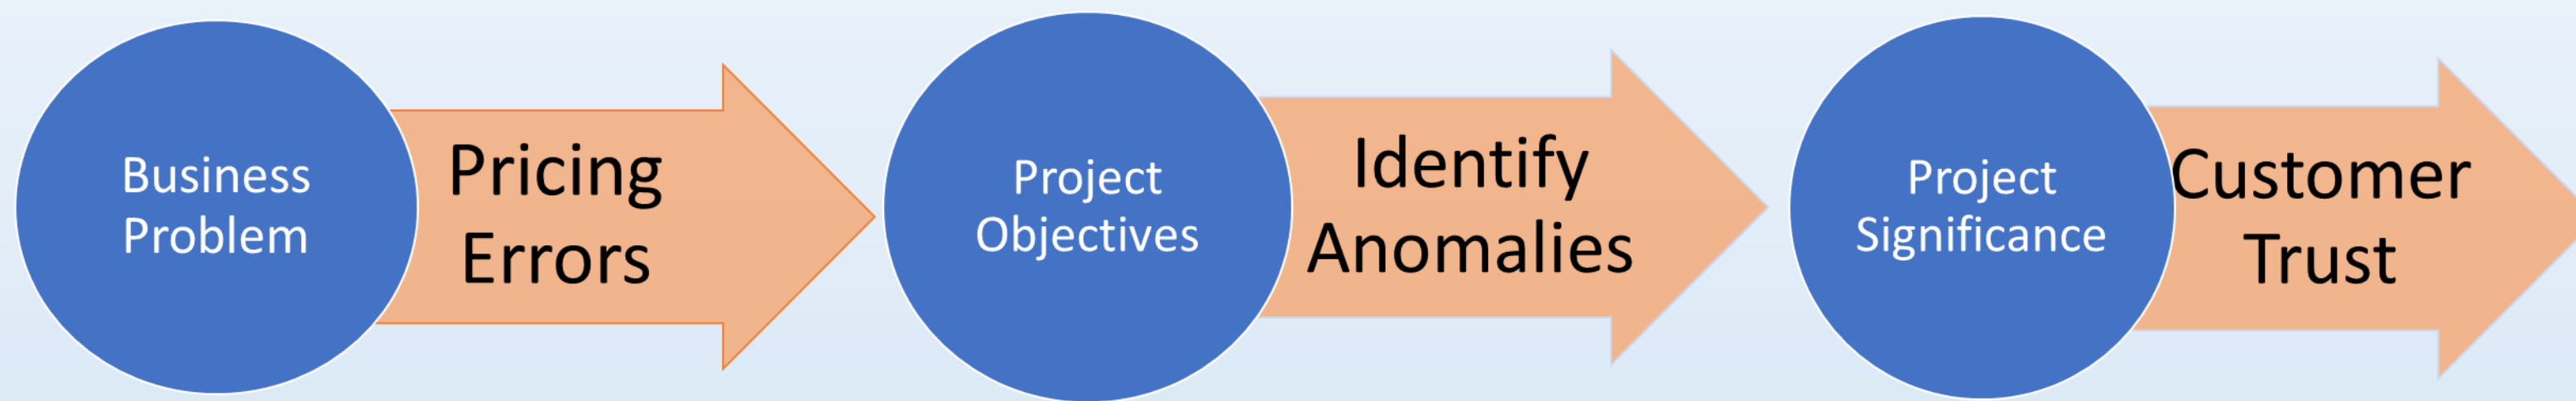 Business
Problem
Pricing
Errors
Project
Objectives
Identify
Anomalies
Project
Significance
Customer
Trust